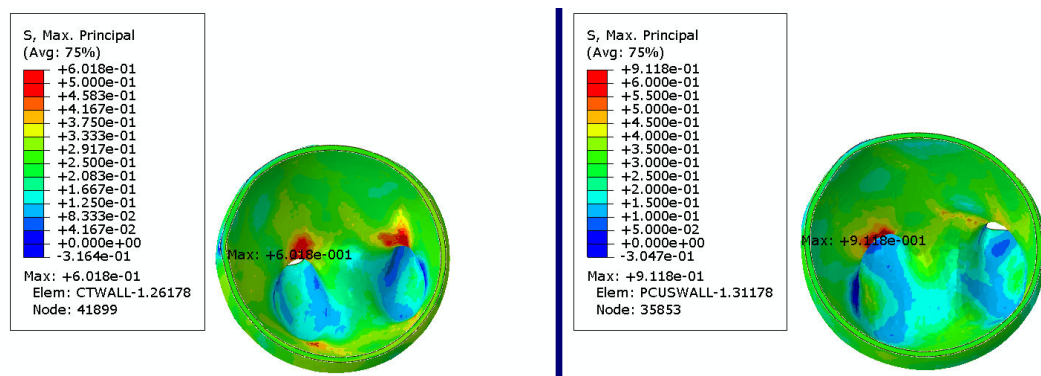 S, Max. Principal
(Avg: 75%)
+6.018e-01
+5.000e-01
+4.583e-01
+4.167e-01
+3.750e-01
+3.333e-01
+2.917e-01
+2.500e-01
+2.083e-01
+1.667e-01
+1.250e-01
+8.333e-02
+4.167e-02
+0.000e+00
-3.164e-01
Max: +6.018e-01
Elem: CTWALL-1.26178
Node: 41899
Max: +6.018e-001
S, Max. Principal
(Avg: 75%)
+9.118e-01
+6.000e-01
+5.500e-01
+5.000e-01
+4.500e-01
+4.000e-01
+3.500e-01
+3.000e-01
+2.500e-01
+2.000e-01
+1.500e-01
+1.000e-01
+5.000e-02
+0.000e+00
-3.047e-01
Max: +9.118e-01
Elem: PCUSWALL-1.31178
Node: 35853
Max: +9.118e-001